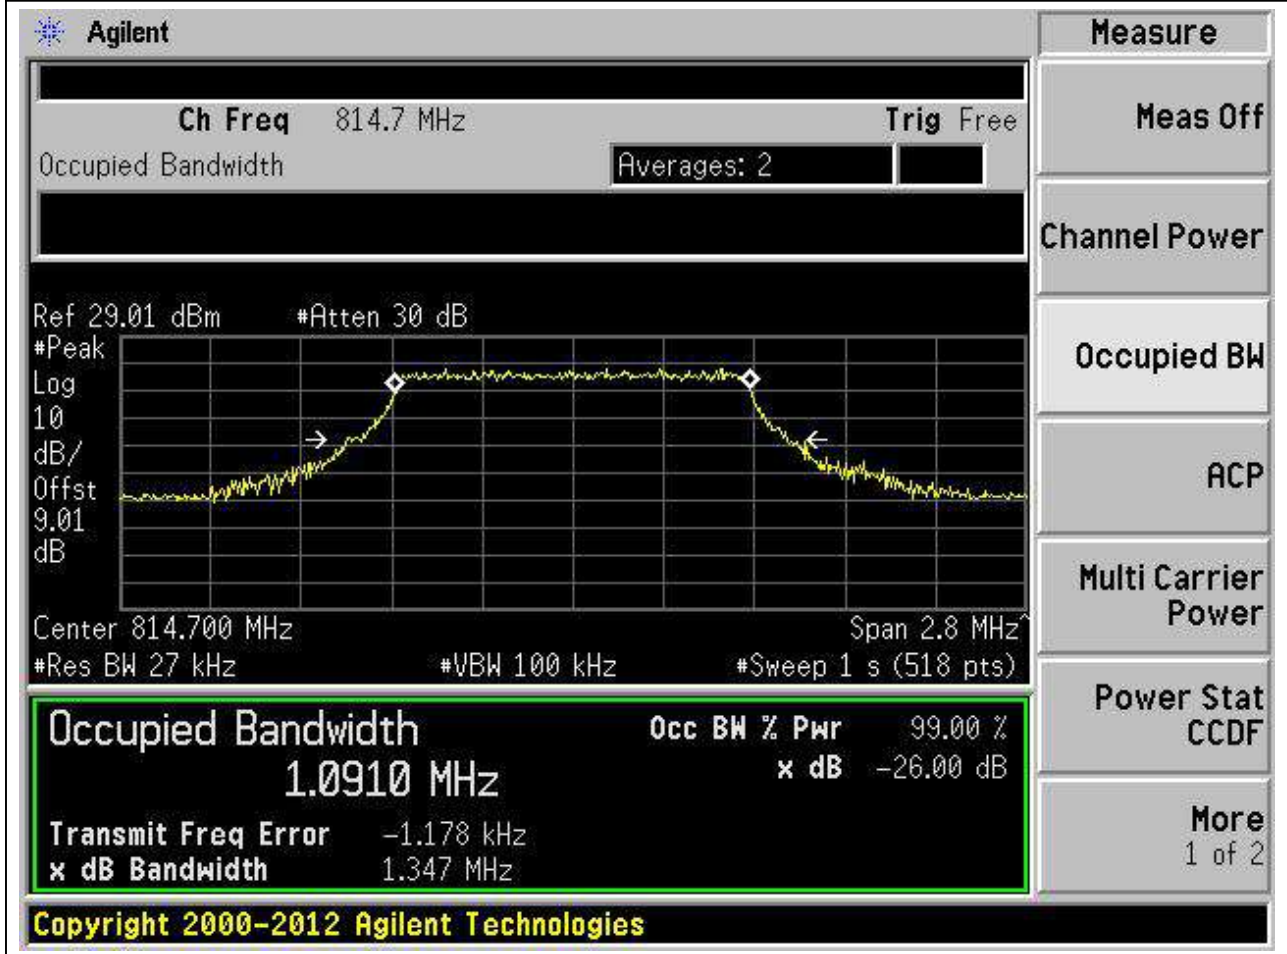 Agilent
Measure
Ch Freq 814.7 MHz Trig Free
Occupied Bandwidth Averages: 2
Meas Off
Channel Power
Occupied BW
ACP
Multi Carrier
Power
Power Stat
CCDF
More
1 of 2
Ref 29.01 dBm #Atten 30 dB
#Peak
Log
10
dB/
Offst
9.01
dB
Center 814.700 MHz Span 2.8 MHz^
#Res BW 27 kHz #VBW 100 kHz #Sweep 1 s (518 pts)
Occupied Bandwidth Occ BW % Pwr 99.00 %
1.0910 MHz x dB -26.00 dB
Transmit Freq Error -1.178 kHz
x dB Bandwidth 1.347 MHz
Copyright 2000-2012 Agilent Technologies